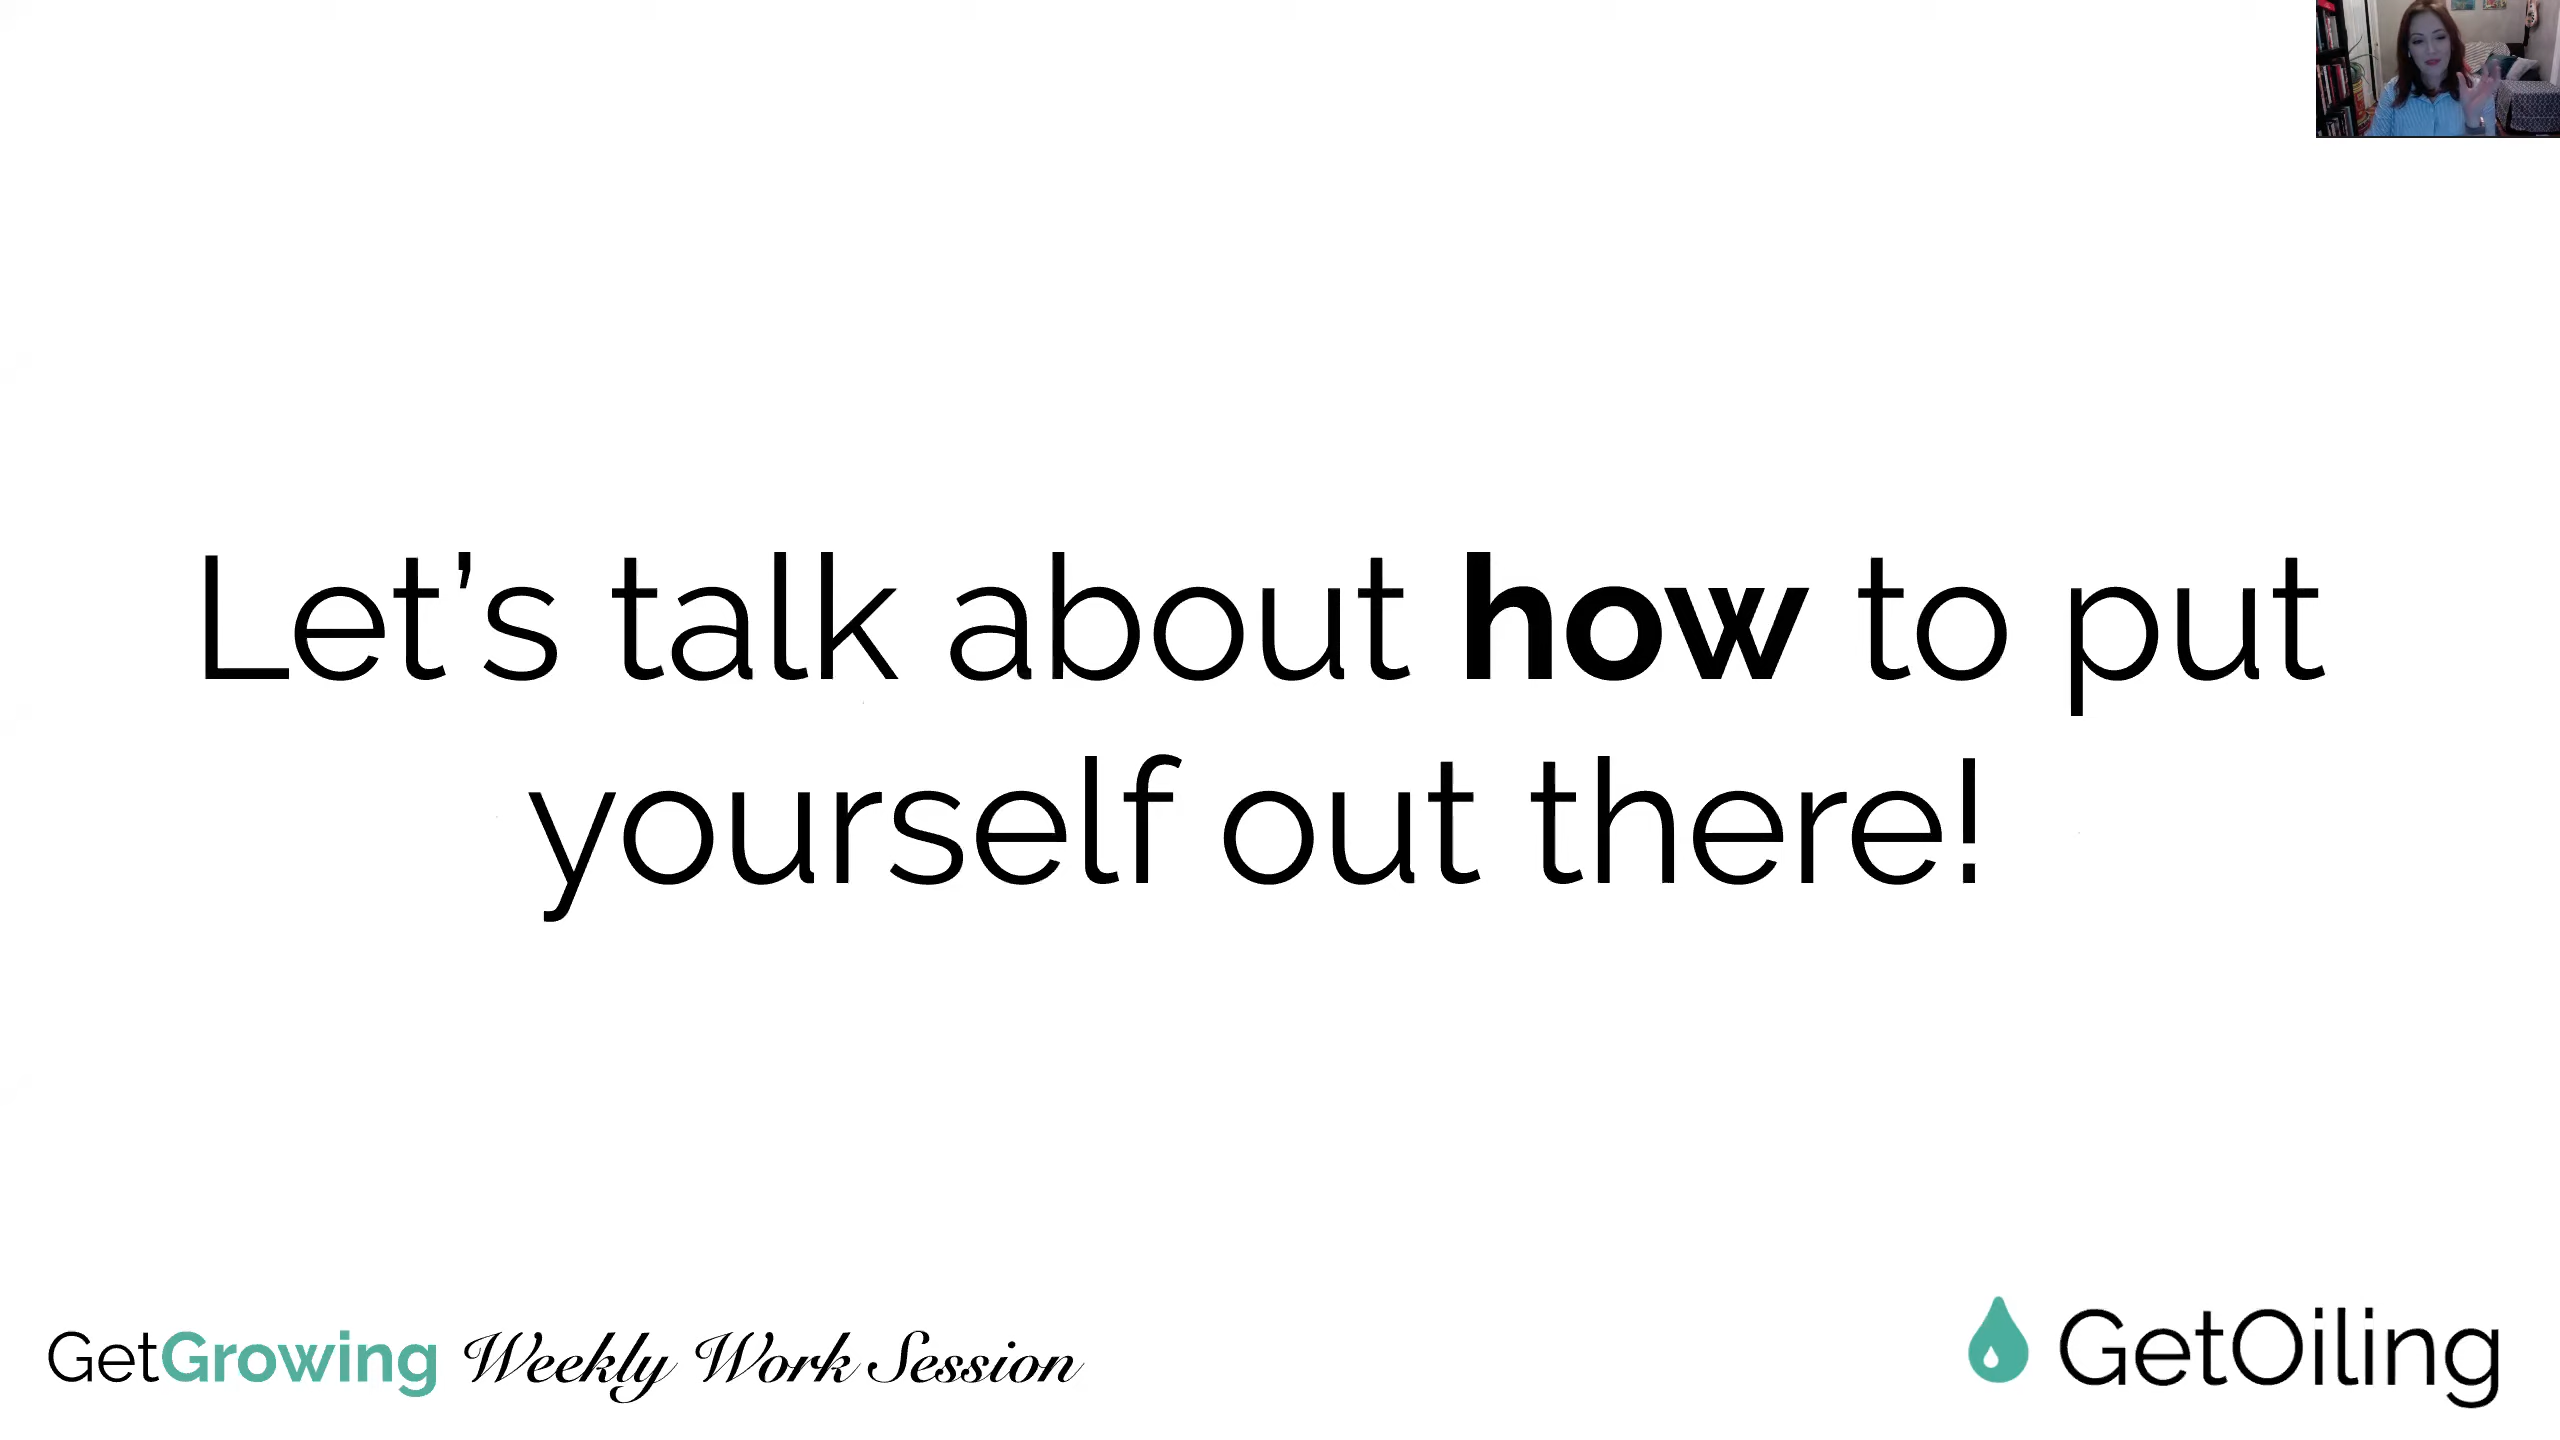 Let’s talk about how to put
yourself out there!
GetGrowing Weekly Work Session
GetOiling